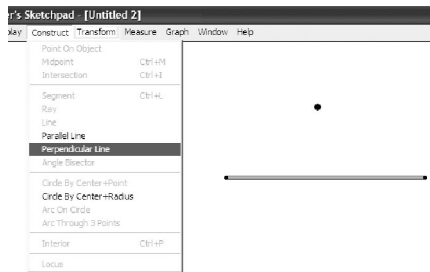 er's Sketchpad - [Untitled 2]
play Construct Transform Measure Graph Window Help
Point On Object
Midpoint Ctrl+M
Intersection Ctrl+I
Segment Ctrl+L
Ray
Line
Parallel Line
Perpendicular Line
Angle Bisector
Circle By Center+Point
Circle By Center+Radius
Arc On Circle
Arc Through 3 Points
Interior Ctrl+P
Locus